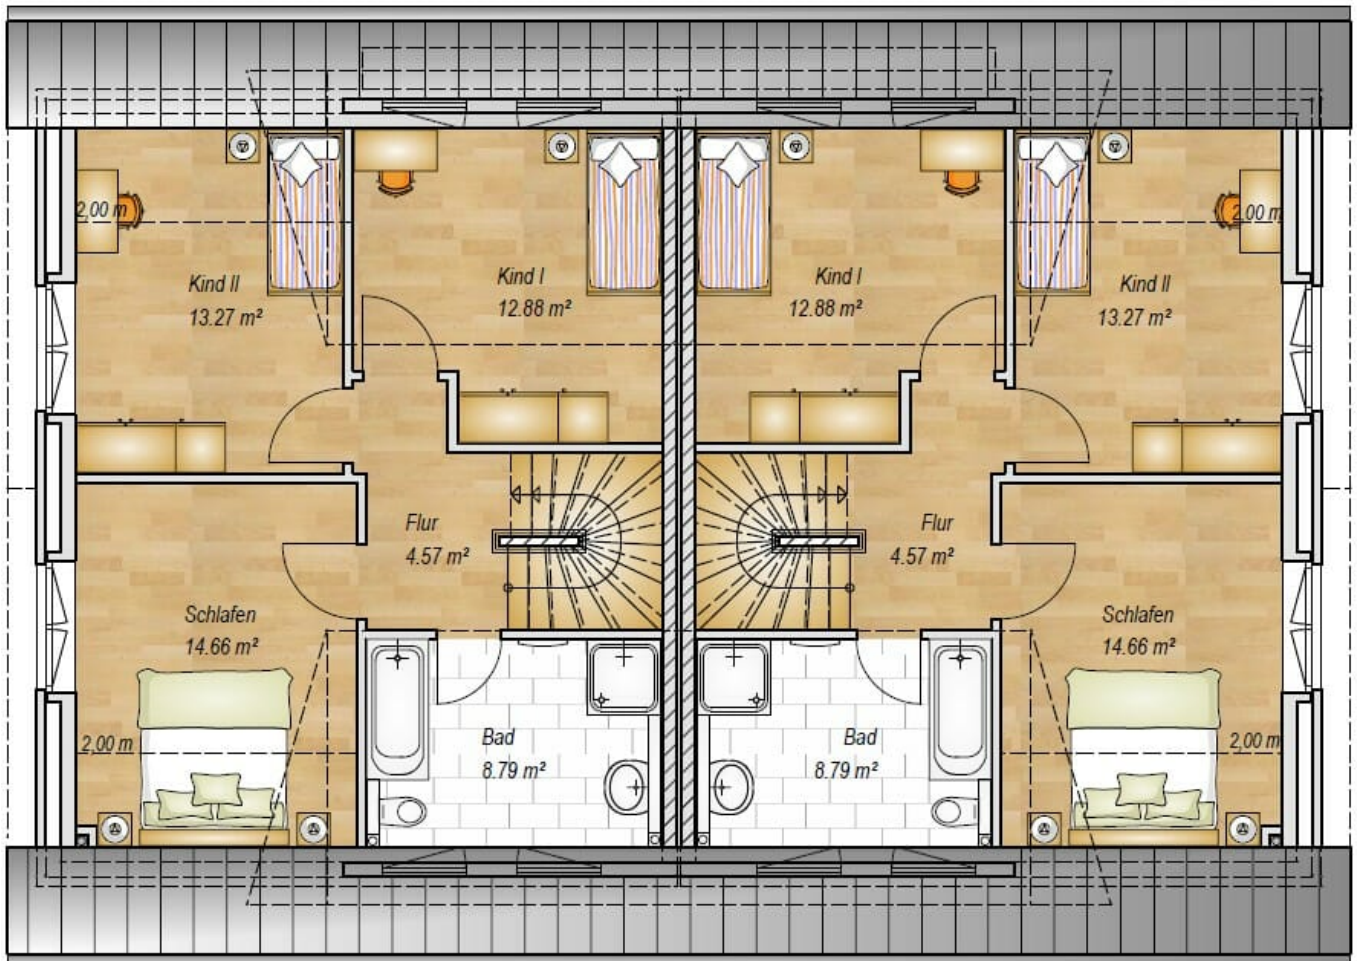 2,00 m
2,00 m
Kind II
13.27 m²
Kind I
12.88 m²
Kind I
12.88 m²
Kind II
13.27 m²
Flur
4.57 m²
Flur
4.57 m²
Schlafen
14.66 m²
Schlafen
14.66 m²
2,00 m
Bad
8.79 m²
Bad
8.79 m²
2,00 m